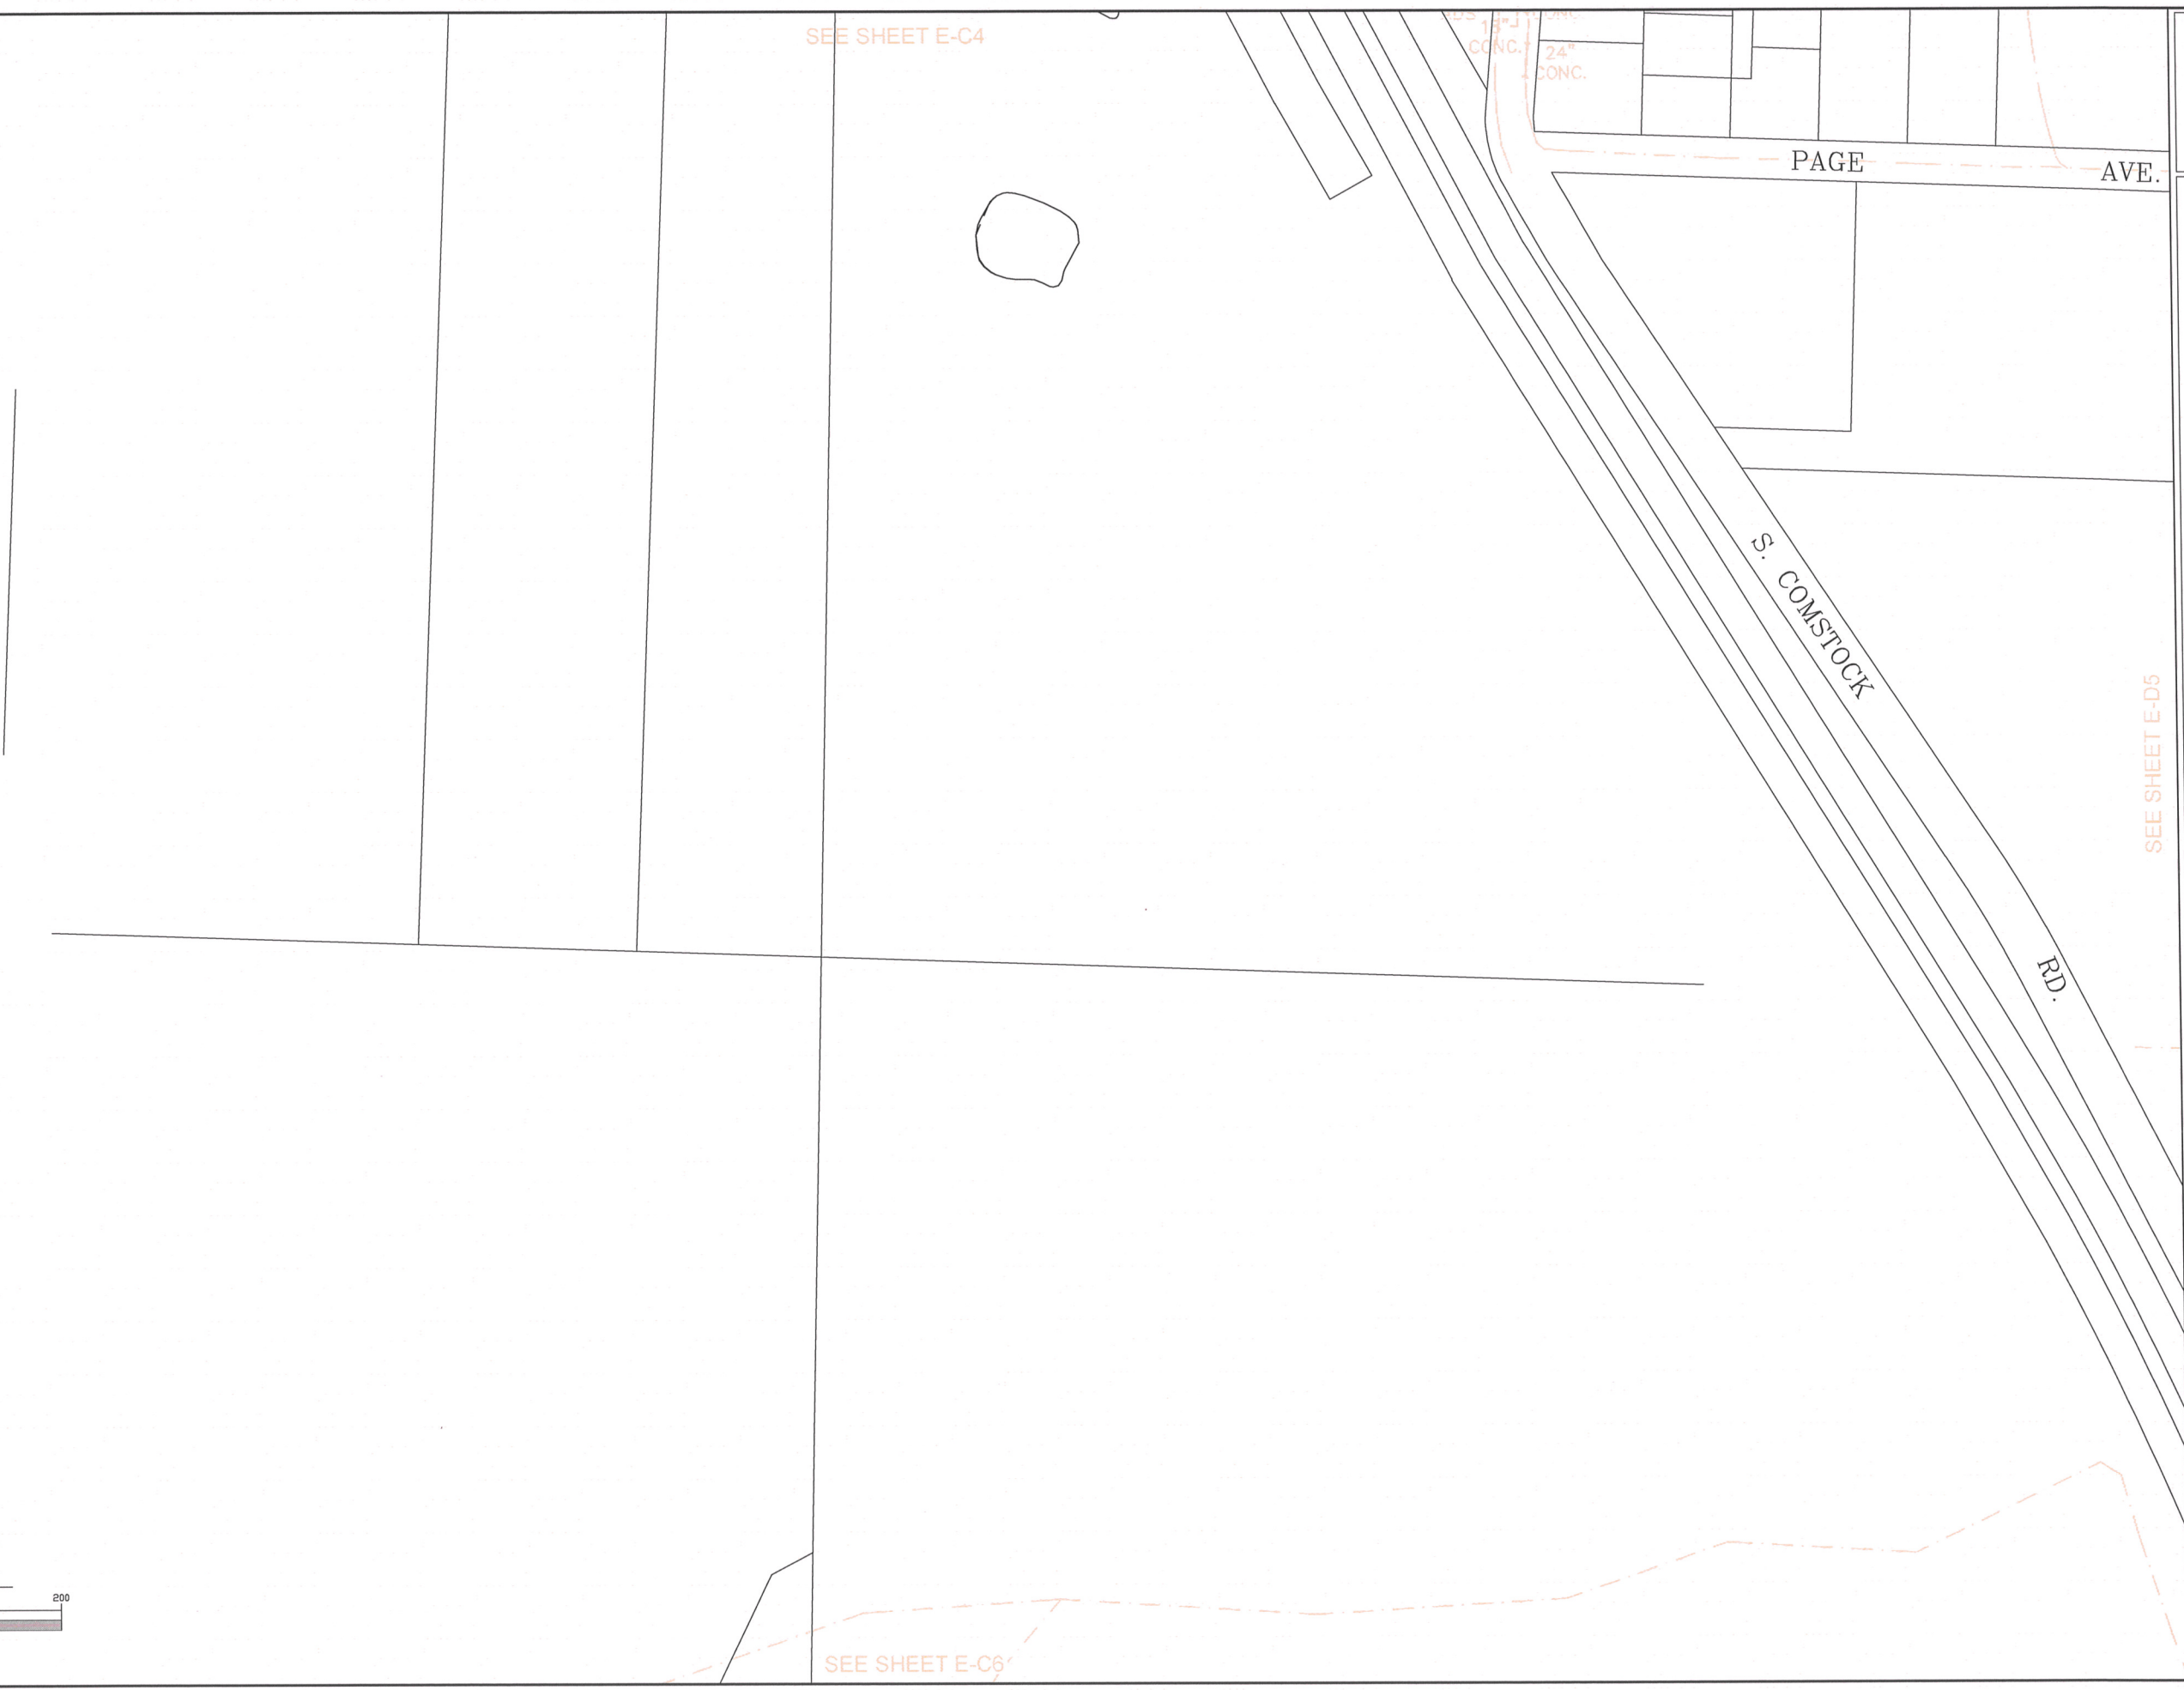 SEE SHEET E-C4
CONC.
24"
CONC.
PAGE AVE.
S. COMSTOCK RD.
SEE SHEET E-D5
200
SEE SHEET E-C6